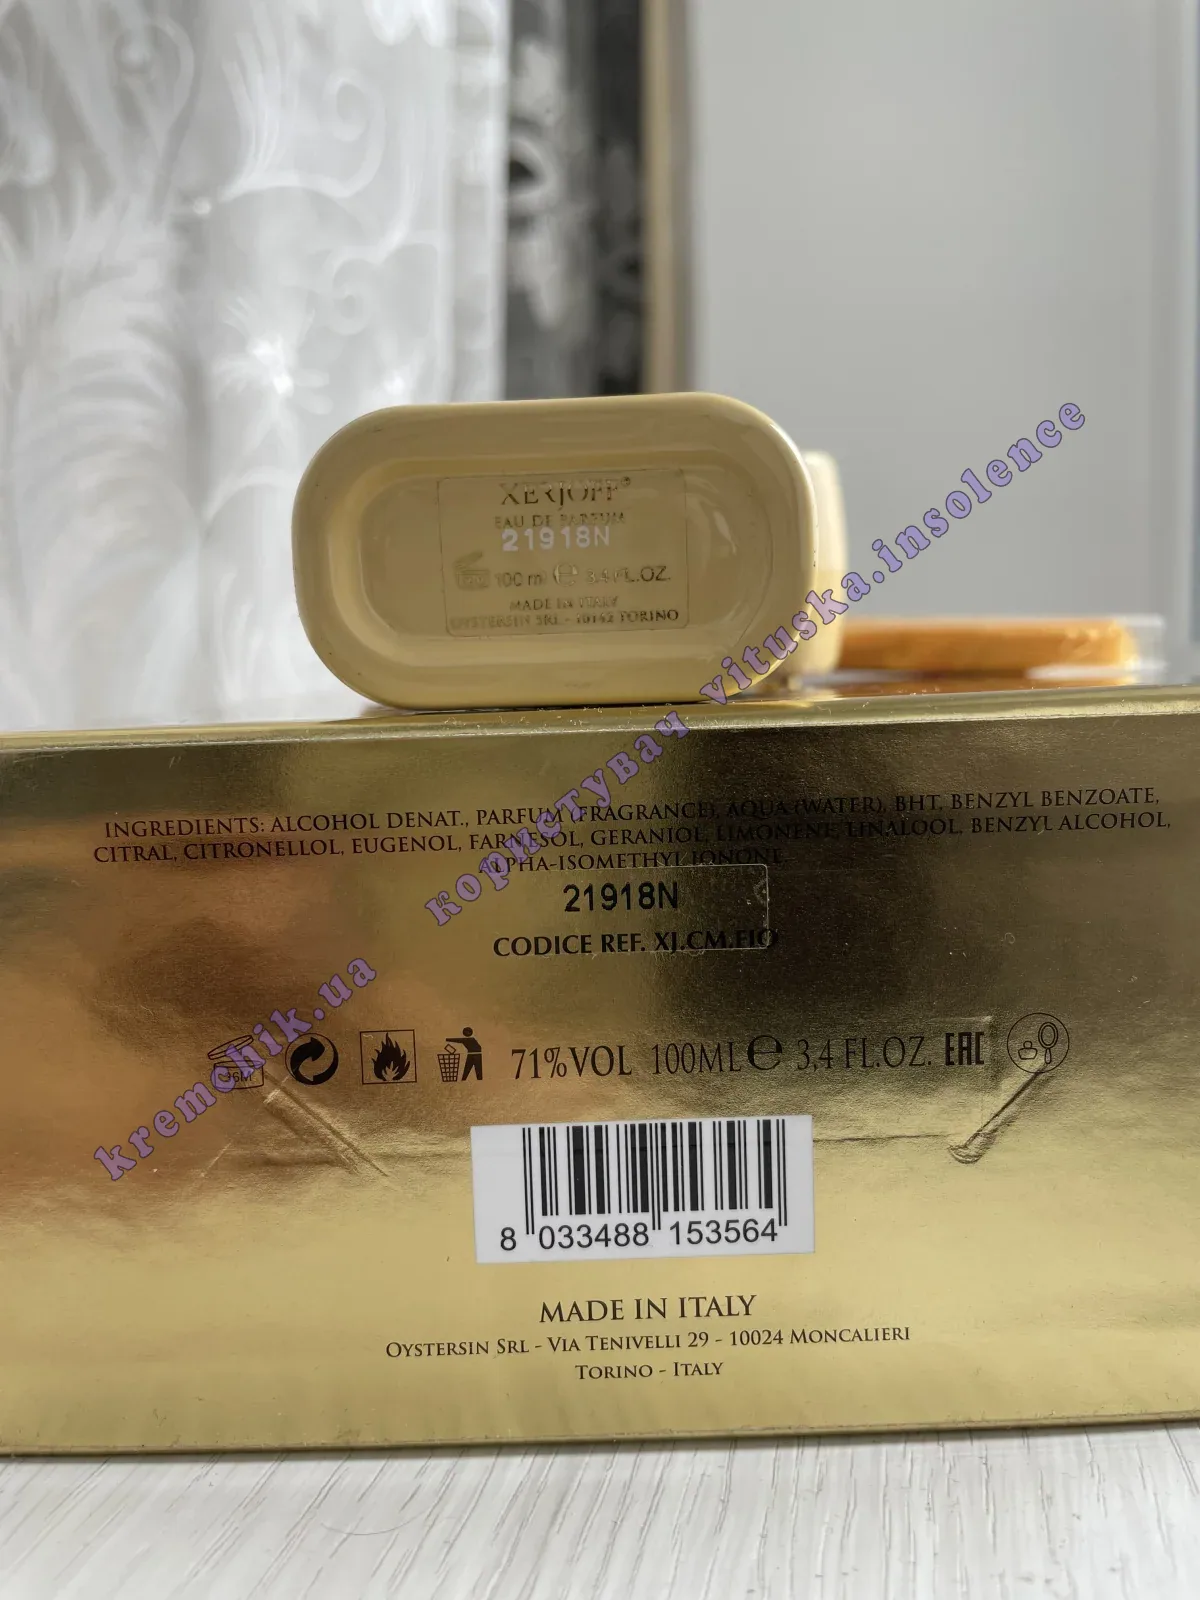 XERJOFF®
EAU DE PARFUM
21918N
100 ml e 3.4 FL.OZ.
MADE IN ITALY
OYSTERSIN SRL - 10142 TORINO
INGREDIENTS: ALCOHOL DENAT., PARFUM (FRAGRANCE), AQUA (WATER), BHT, BENZYL BENZOATE,
CITRAL, CITRONELLOL, EUGENOL, FARNESOL, GERANIOL, LIMONENE, LINALOOL, BENZYL ALCOHOL,
ALPHA-ISOMETHYL IONONE.
21918N
CODICE REF. XJ.CM.FIO
36M 71%VOL 100ML e 3,4 FL.OZ. EAC
8 033488 153564
MADE IN ITALY
OYSTERSIN SRL - VIA TENIVELLI 29 - 10024 MONCALIERI
TORINO - ITALY
kremchik.ua користувач vituska.insolence